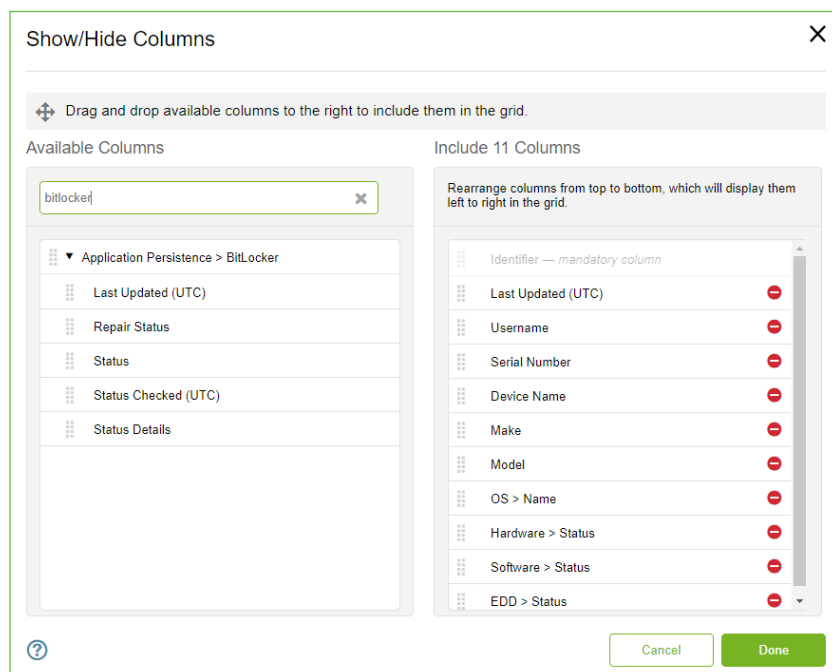 Show/Hide Columns
Drag and drop available columns to the right to include them in the grid.
Available Columns
bitlocker
Application Persistence > BitLocker
Last Updated (UTC)
Repair Status
Status
Status Checked (UTC)
Status Details
Include 11 Columns
Rearrange columns from top to bottom, which will display them
left to right in the grid.
Identifier — mandatory column
Last Updated (UTC)
Username
Serial Number
Device Name
Make
Model
OS > Name
Hardware > Status
Software > Status
EDD > Status
Cancel
Done